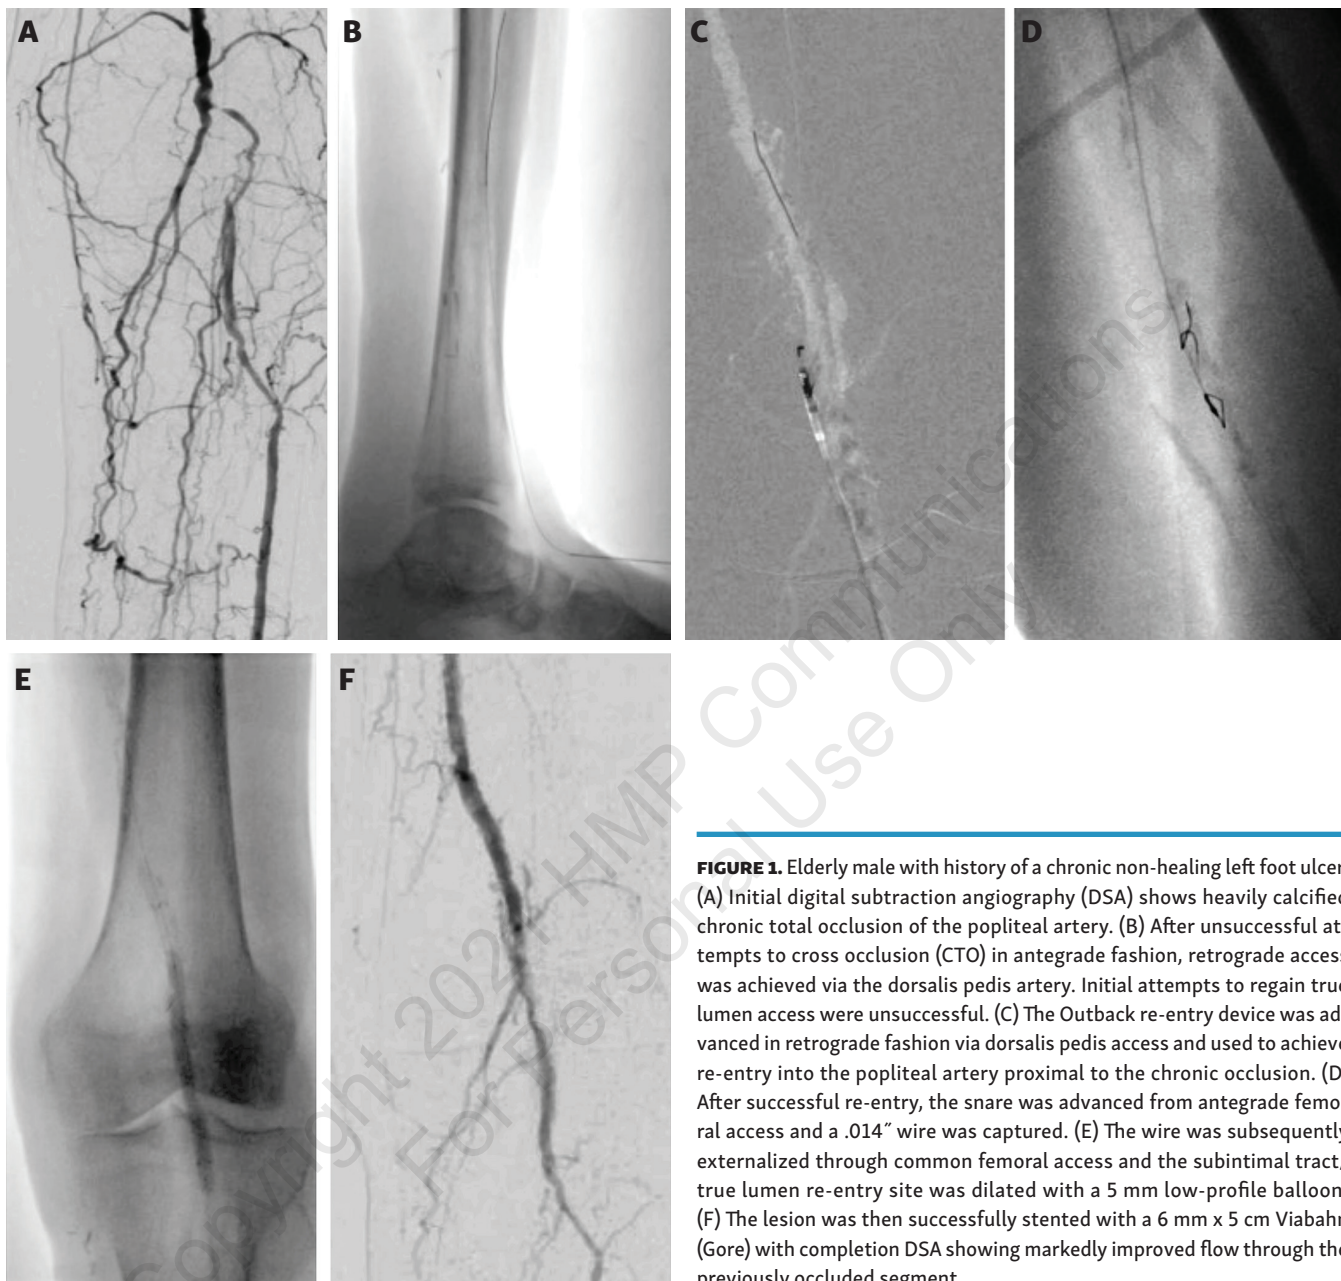 A
B
C
D
E
F
FIGURE 1. Elderly male with history of a chronic non-healing left foot ulcer
(A) Initial digital subtraction angiography (DSA) shows heavily calcified
chronic total occlusion of the popliteal artery. (B) After unsuccessful at
tempts to cross occlusion (CTO) in antegrade fashion, retrograde access
was achieved via the dorsalis pedis artery. Initial attempts to regain true
lumen access were unsuccessful. (C) The Outback re-entry device was ad
vanced in retrograde fashion via dorsalis pedis access and used to achieve
re-entry into the popliteal artery proximal to the chronic occlusion. (D
After successful re-entry, the snare was advanced from antegrade femo
ral access and a .014″ wire was captured. (E) The wire was subsequently
externalized through common femoral access and the subintimal tract,
true lumen re-entry site was dilated with a 5 mm low-profile balloon
(F) The lesion was then successfully stented with a 6 mm x 5 cm Viabahn
(Gore) with completion DSA showing markedly improved flow through the
previously occluded segment
Copyright 2021 HMP Communications
For Personal Use Only